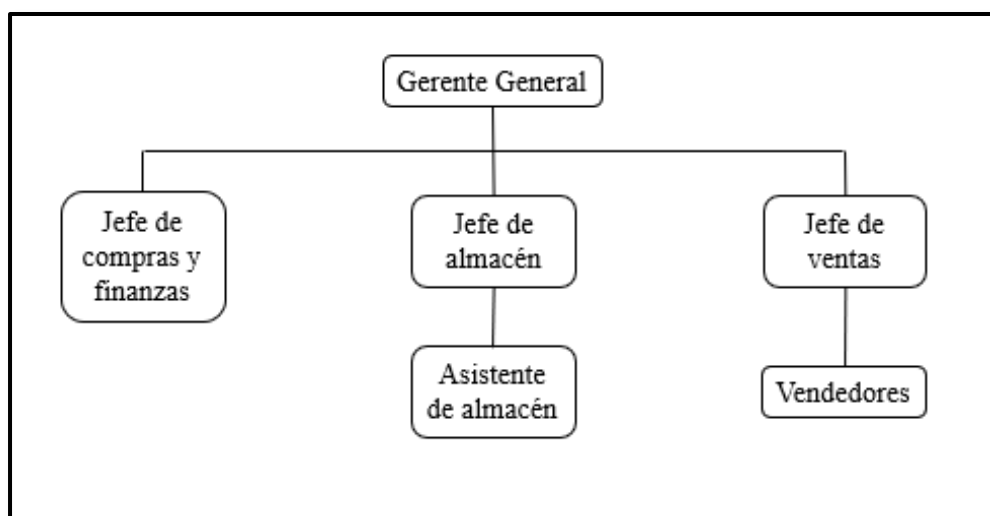 Gerente General
Jefe de
compras y
finanzas
Jefe de
almacén
Jefe de
ventas
Asistente
de almacén
Vendedores